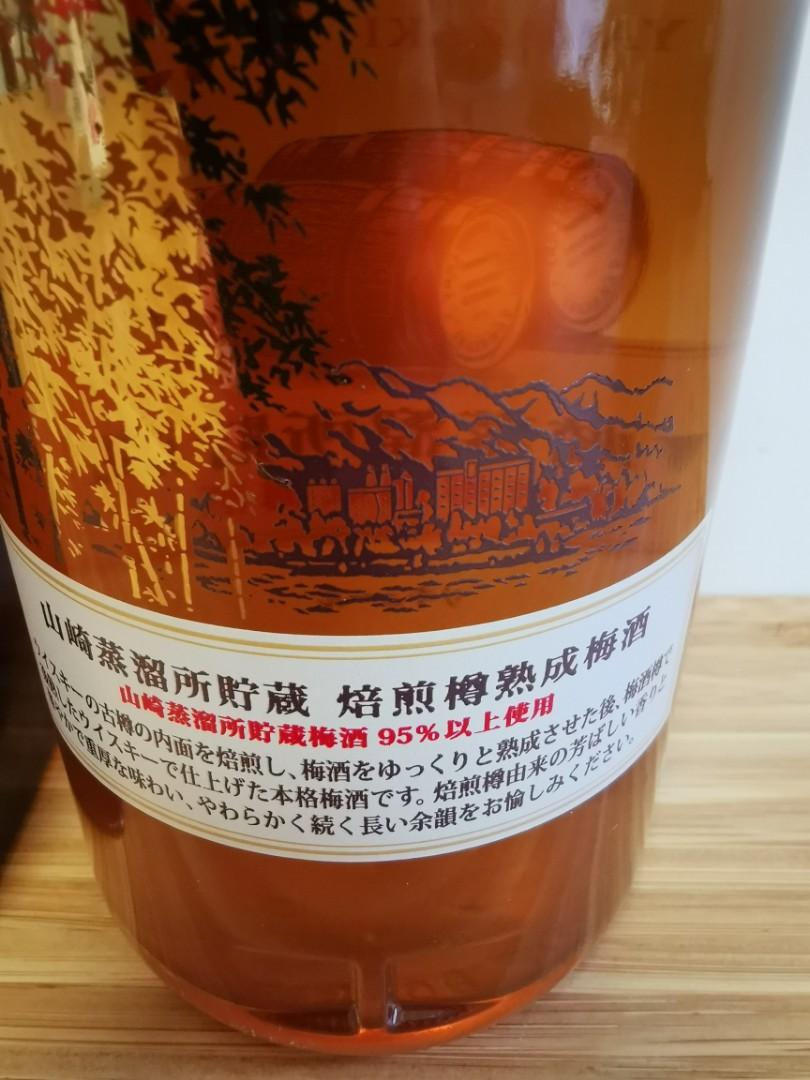 山崎蒸溜所貯蔵 焙煎樽熟成梅酒
山崎蒸溜所貯蔵梅酒 95%以上使用
ウイスキーの古樽の内面を焙煎し、梅酒をゆっくりと熟成させた後、梅酒樽で
熟したウイスキーで仕上げた本格梅酒です。焙煎樽由来の芳ばしい香りと
やかで重厚な味わい、やわらかく続く長い余韻をお愉しみください。